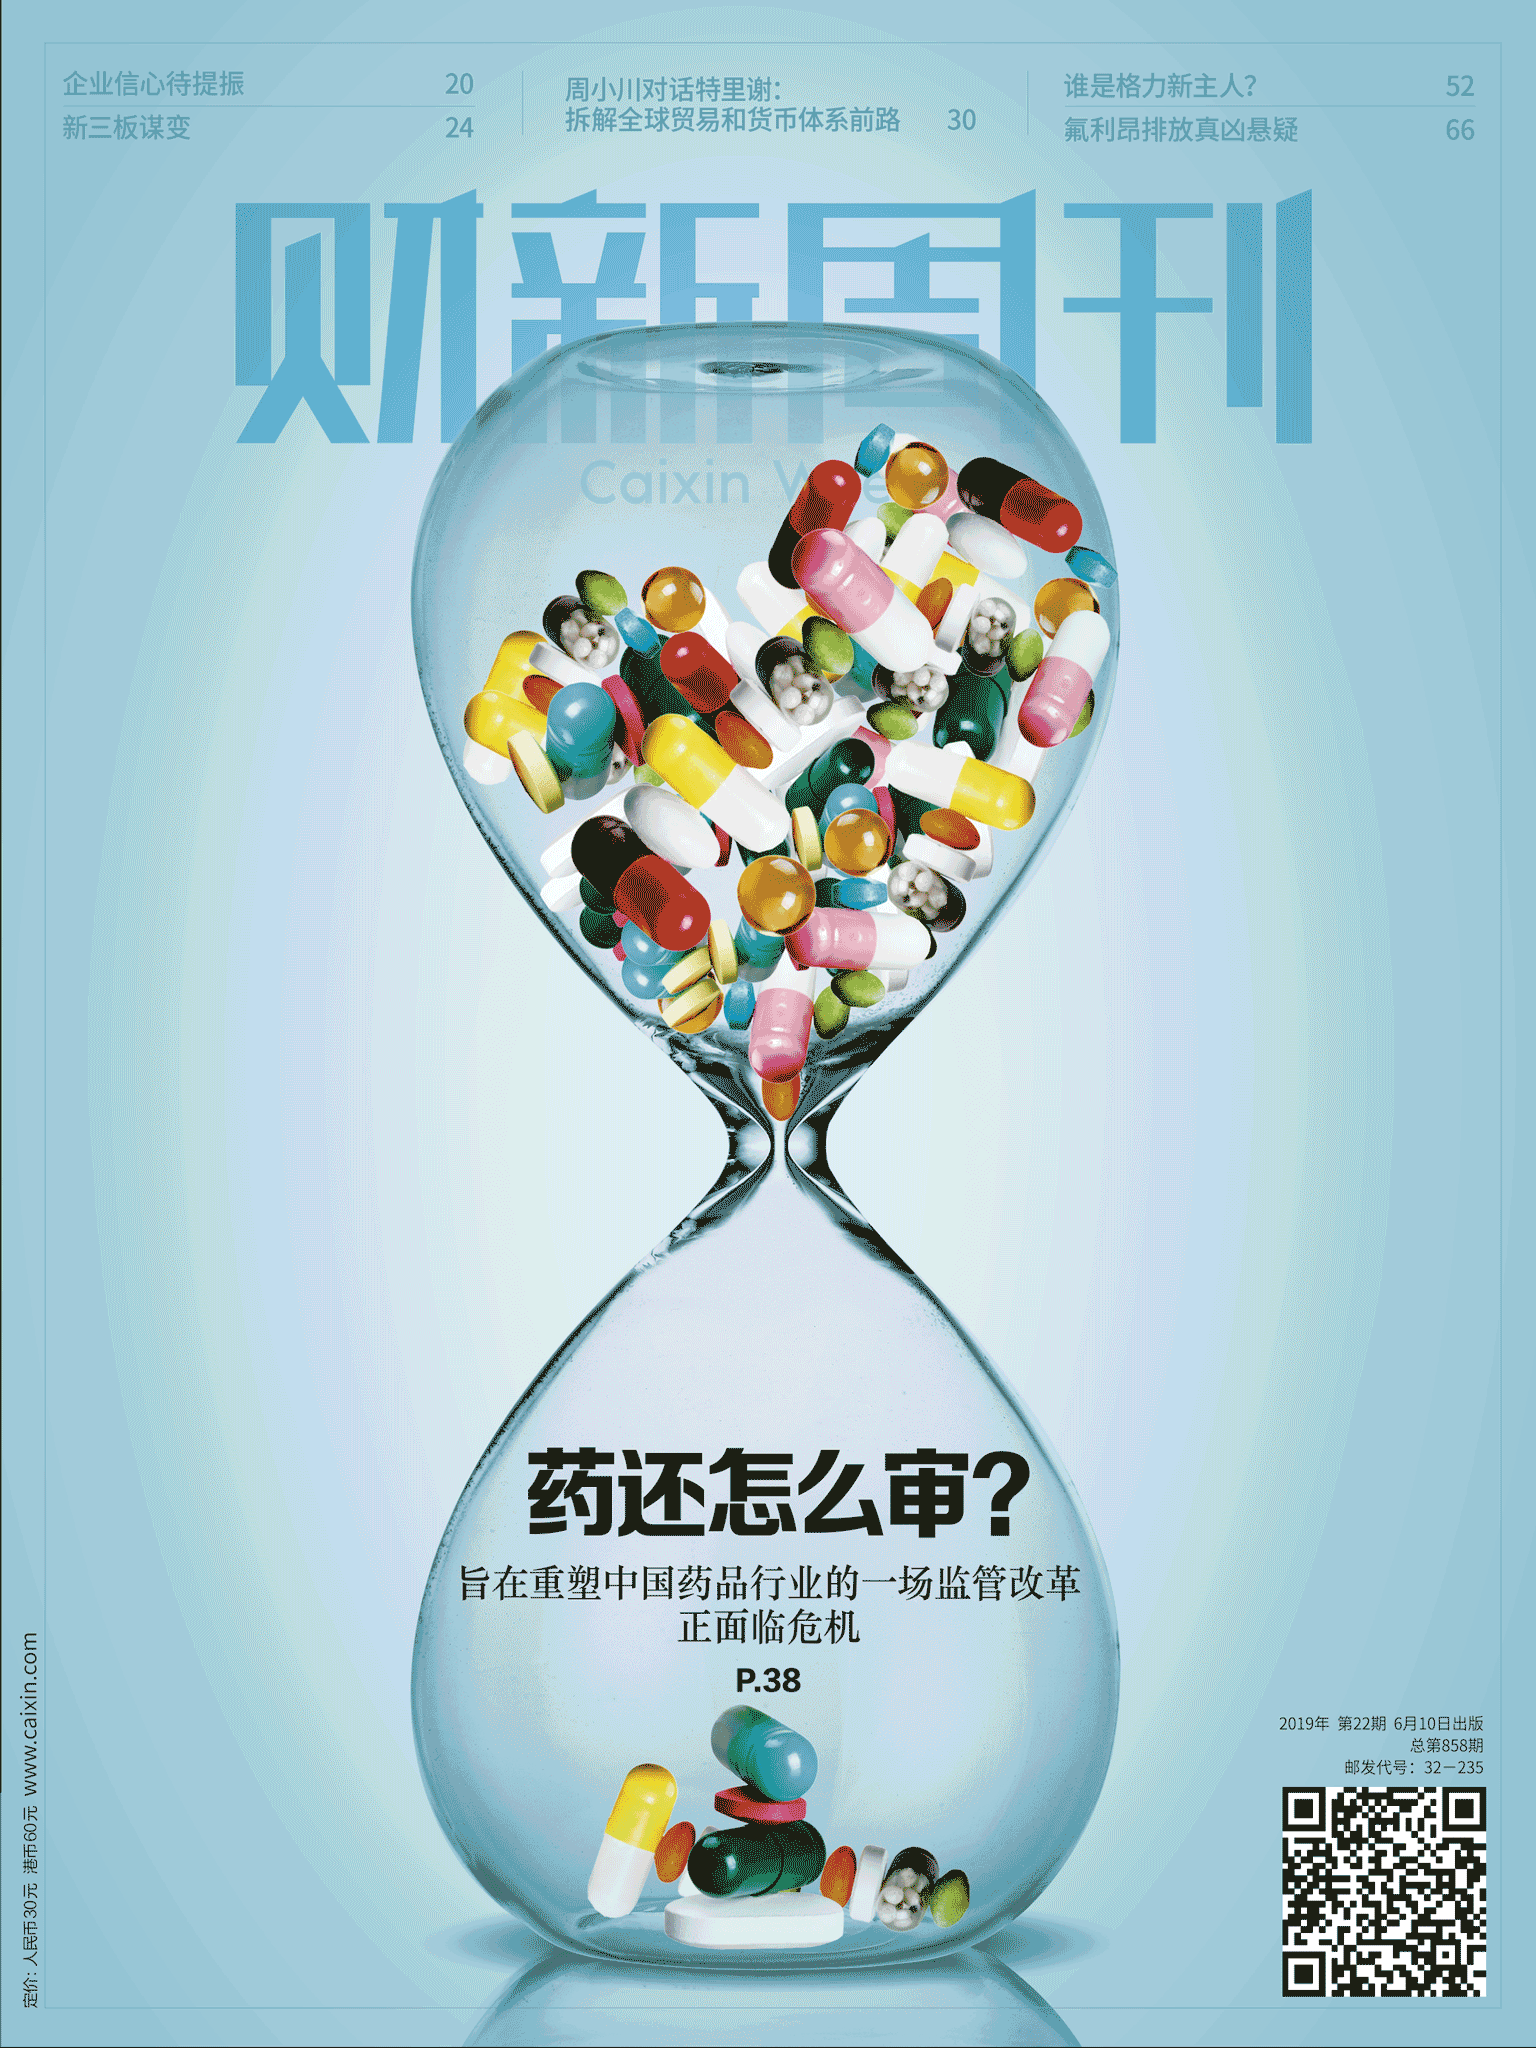 企业信心待提振 20
新三板谋变 24
周小川对话特里谢：
拆解全球贸易和货币体系前路 30
谁是格力新主人？ 52
氟利昂排放真凶悬疑 66
财新周刊
Caixin
药还怎么审？
旨在重塑中国药品行业的一场监管改革
正面临危机
P.38
2019年 第22期 6月10日出版
总第858期
邮发代号：32－235
定价：人民币30元 港币60元 www.caixin.com